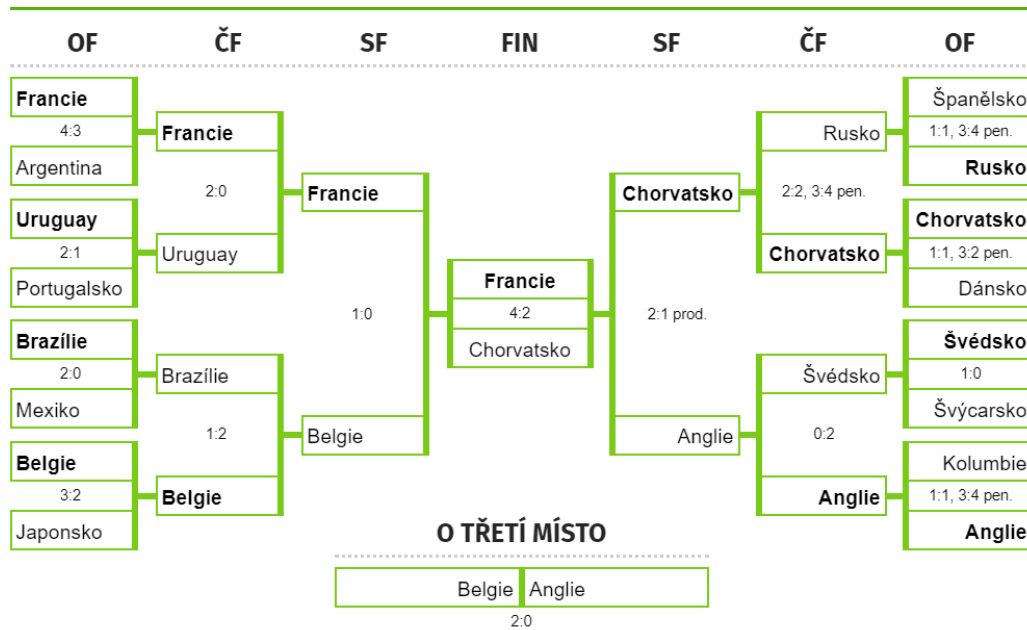 OF ČF SF FIN SF ČF OF
Francie
4:3
Argentina
Uruguay
2:1
Portugalsko
Brazílie
2:0
Mexiko
Belgie
3:2
Japonsko
Francie
2:0
Uruguay
Brazílie
1:2
Belgie
Francie
1:0
Belgie
Francie
4:2
Chorvatsko
Chorvatsko
2:1 prod.
Anglie
Rusko
2:2, 3:4 pen.
Chorvatsko
Švédsko
0:2
Anglie
Španělsko
1:1, 3:4 pen.
Rusko
Chorvatsko
1:1, 3:2 pen.
Dánsko
Švédsko
1:0
Švýcarsko
Kolumbie
1:1, 3:4 pen.
Anglie
O TŘETÍ MÍSTO
Belgie Anglie
2:0